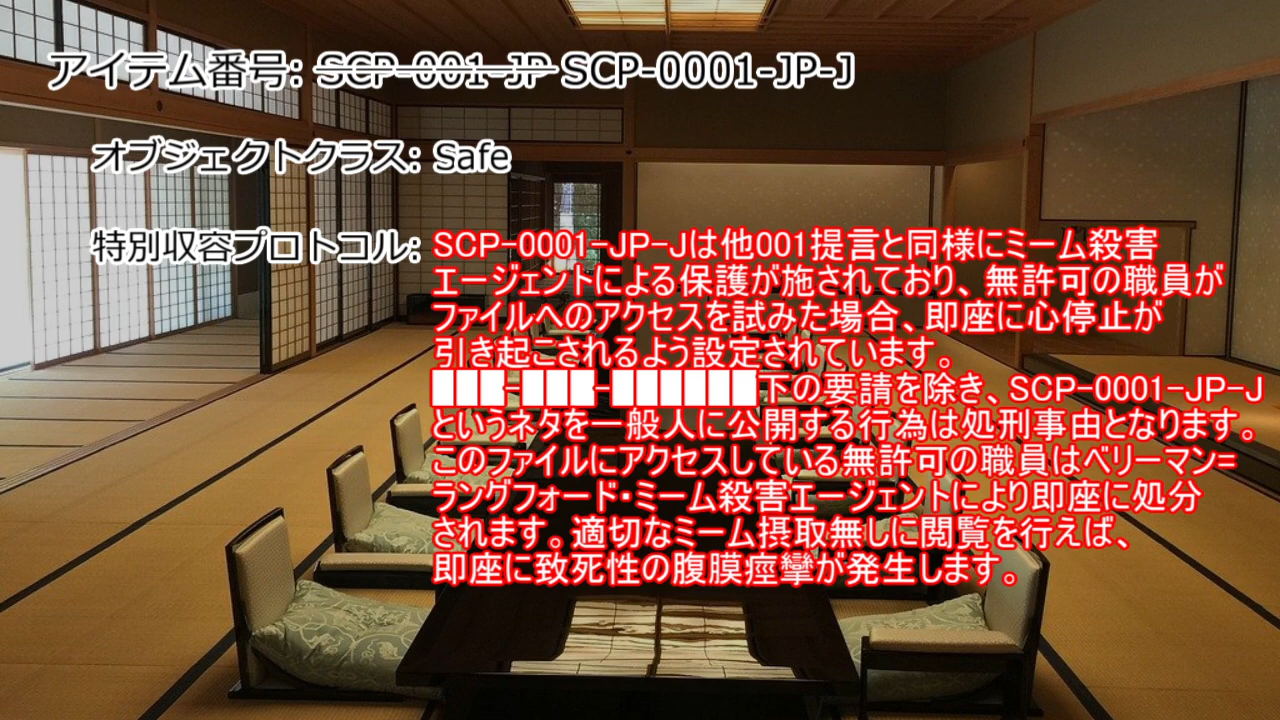 アイテム番号: SCP-001-JP SCP-0001-JP-J
オブジェクトクラス: Safe
特別収容プロトコル: SCP-0001-JP-Jは他001提言と同様にミーム殺害
エージェントによる保護が施されており、無許可の職員が
ファイルへのアクセスを試みた場合、即座に心停止が
引き起こされるよう設定されています。
███-███-██████下の要請を除き、SCP-0001-JP-J
というネタを一般人に公開する行為は処刑事由となります。
このファイルにアクセスしている無許可の職員はベリーマン=
ラングフォード・ミーム殺害エージェントにより即座に処分
されます。適切なミーム摂取無しに閲覧を行えば、
即座に致死性の腹膜痙攣が発生します。